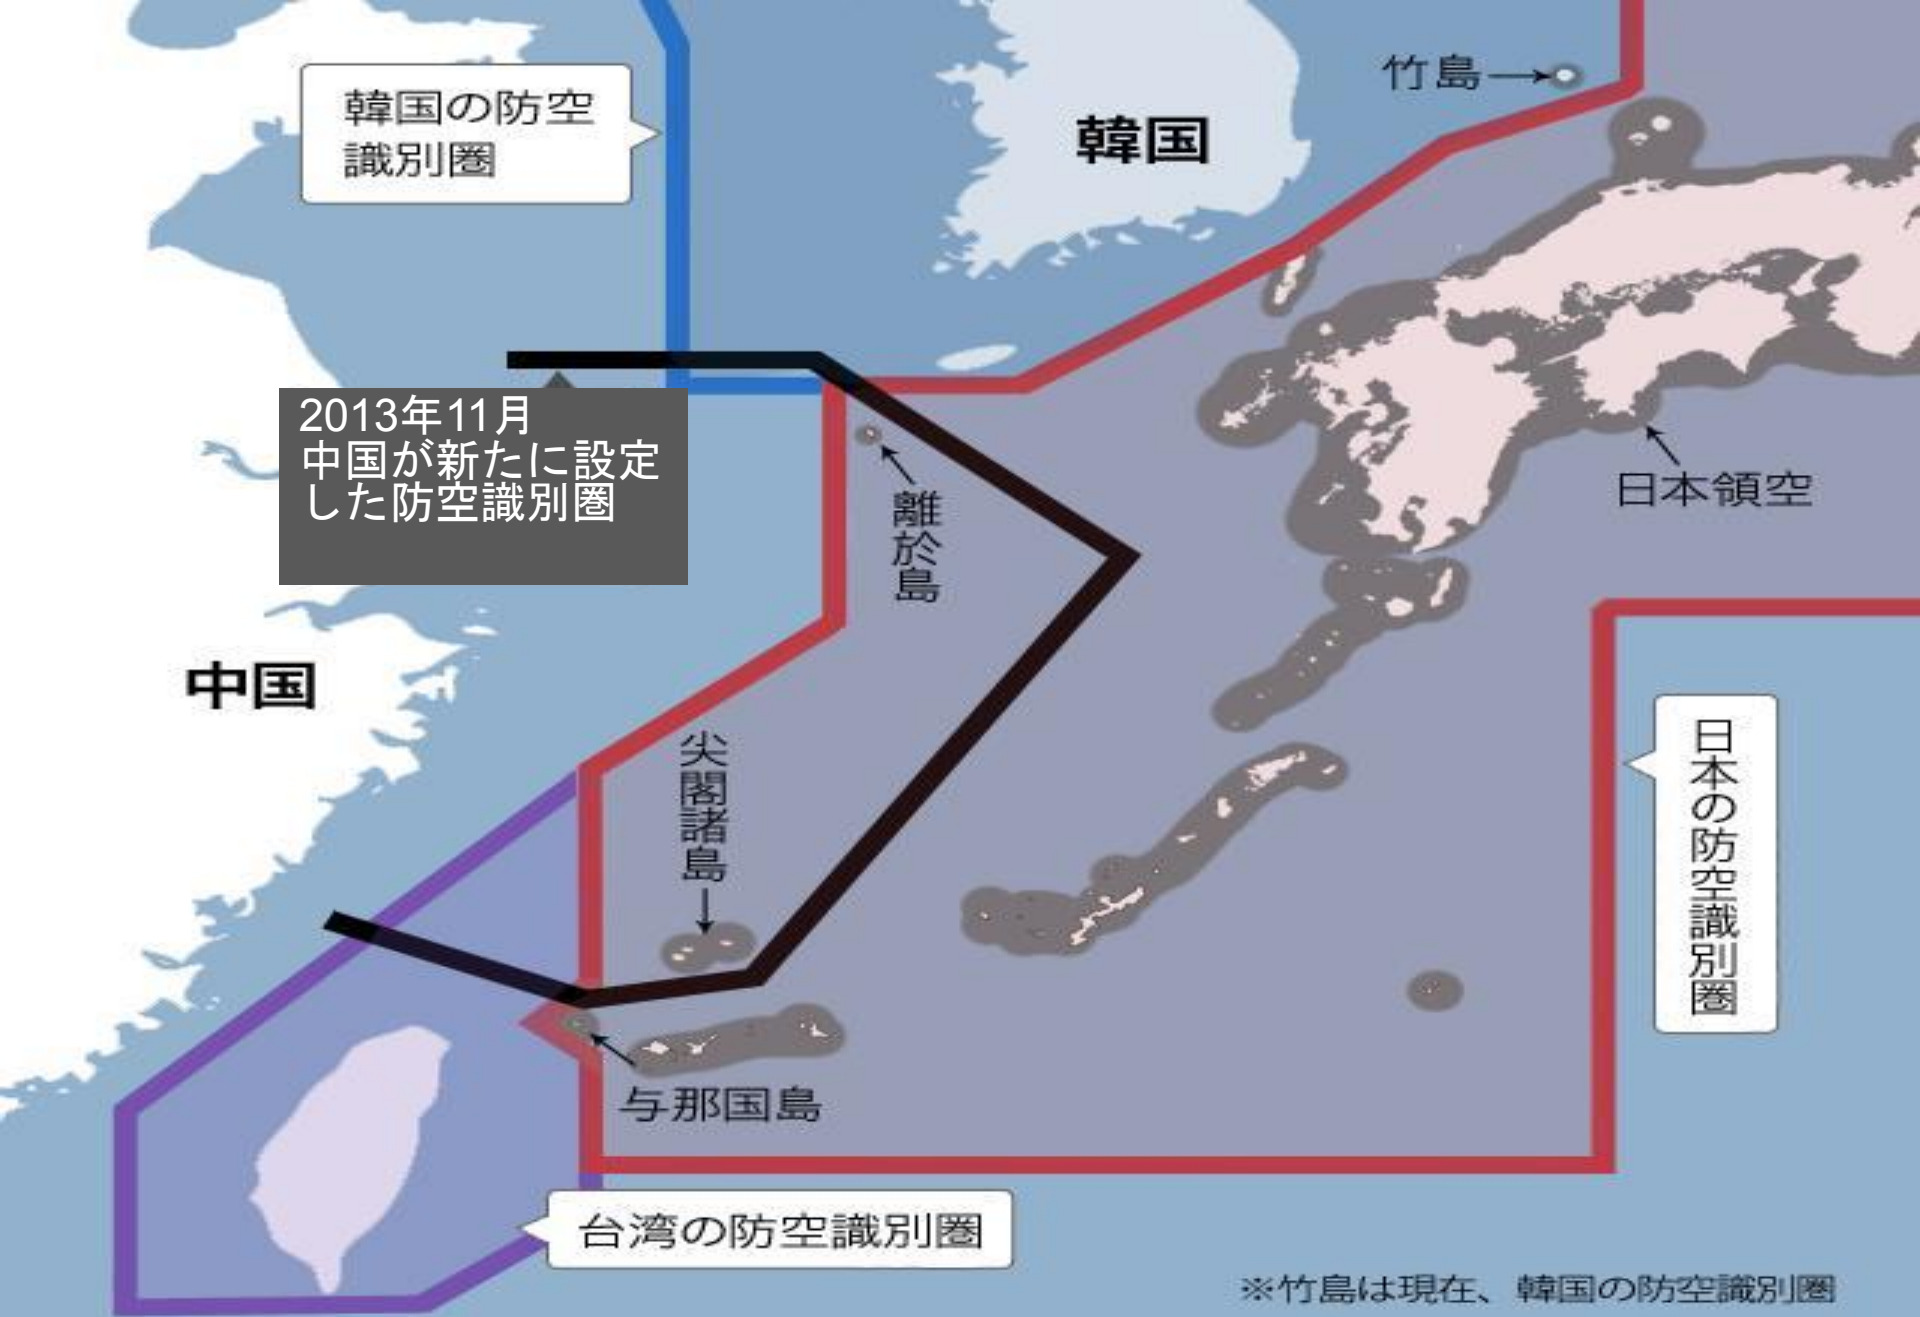 韓国の防空
識別圏
竹島
韓国
2013年11月
中国が新たに設定
した防空識別圏
離於島
日本領空
中国
尖閣諸島
日本の防空識別圏
与那国島
台湾の防空識別圏
※竹島は現在、韓国の防空識別圏